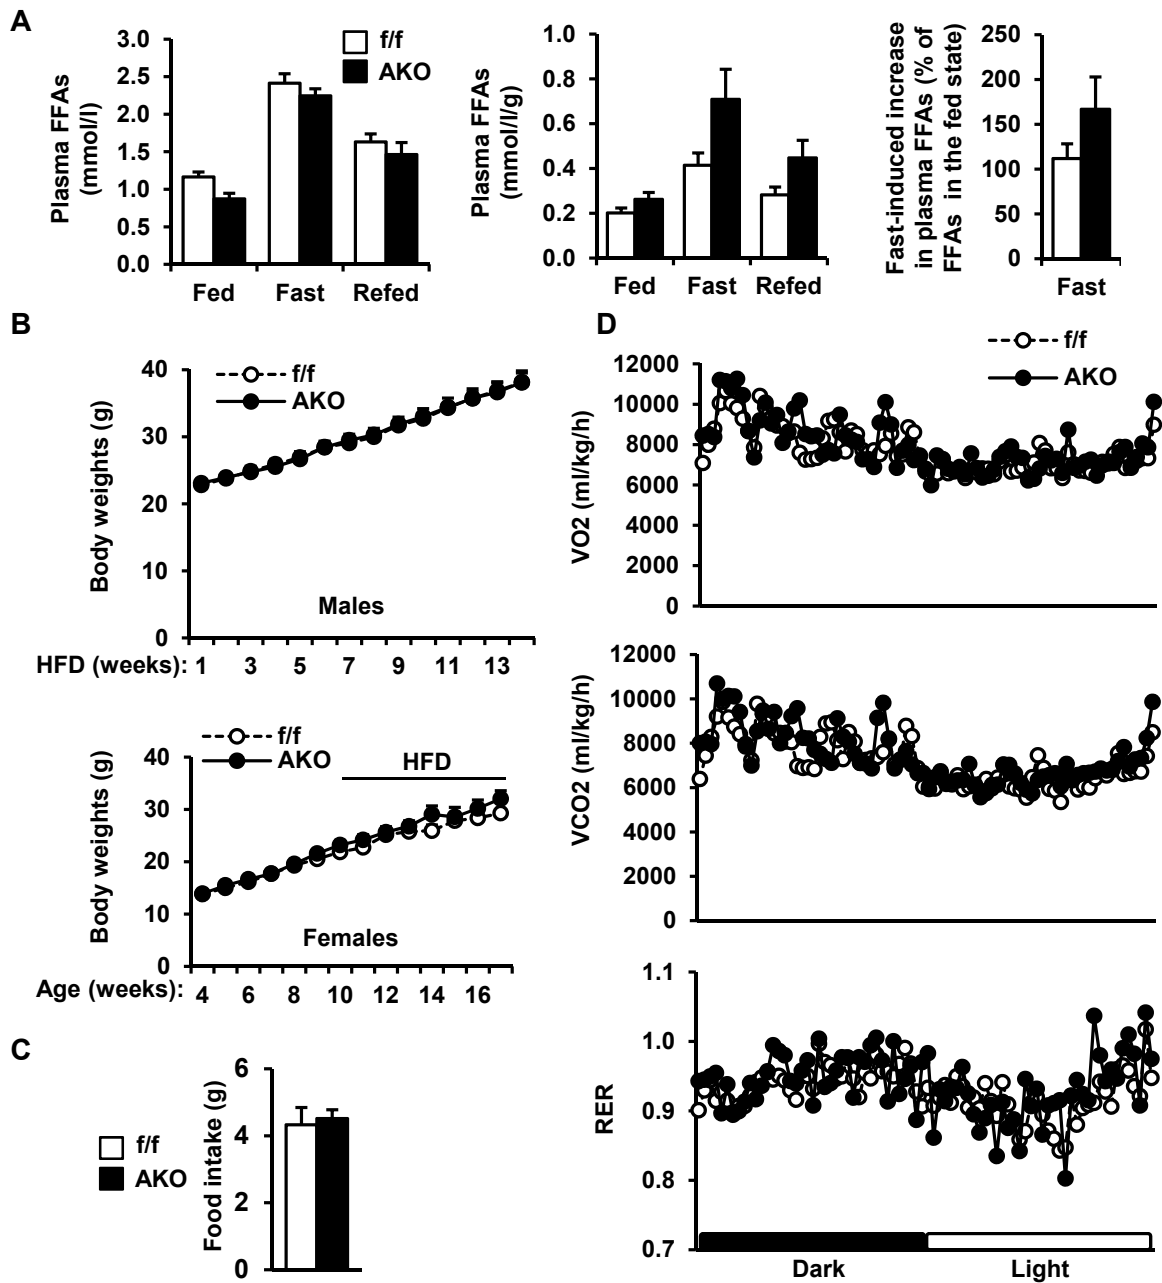 A
Plasma FFAs
(mmol/l)
3.0
2.5
2.0
1.5
1.0
0.5
0.0
f/f
AKO
Fed Fast Refed
Plasma FFAs
(mmol/l/g)
1.0
0.8
0.6
0.4
0.2
0.0
Fed Fast Refed
Fast-induced increase
in plasma FFAs (% of
FFAs in the fed state)
250
200
150
100
50
0
Fast
B
Body weights (g)
40
30
20
10
0
f/f
AKO
Males
HFD (weeks): 1 3 5 7 9 11 13
Body weights (g)
40
30
20
10
0
f/f
AKO
HFD
Females
Age (weeks): 4 6 8 10 12 14 16
C
f/f
AKO
Food intake (g)
6
4
2
0
D
f/f
AKO
VO2 (ml/kg/h)
12000
10000
8000
6000
4000
2000
0
VCO2 (ml/kg/h)
12000
10000
8000
6000
4000
2000
0
RER
1.1
1.0
0.9
0.8
0.7
Dark Light